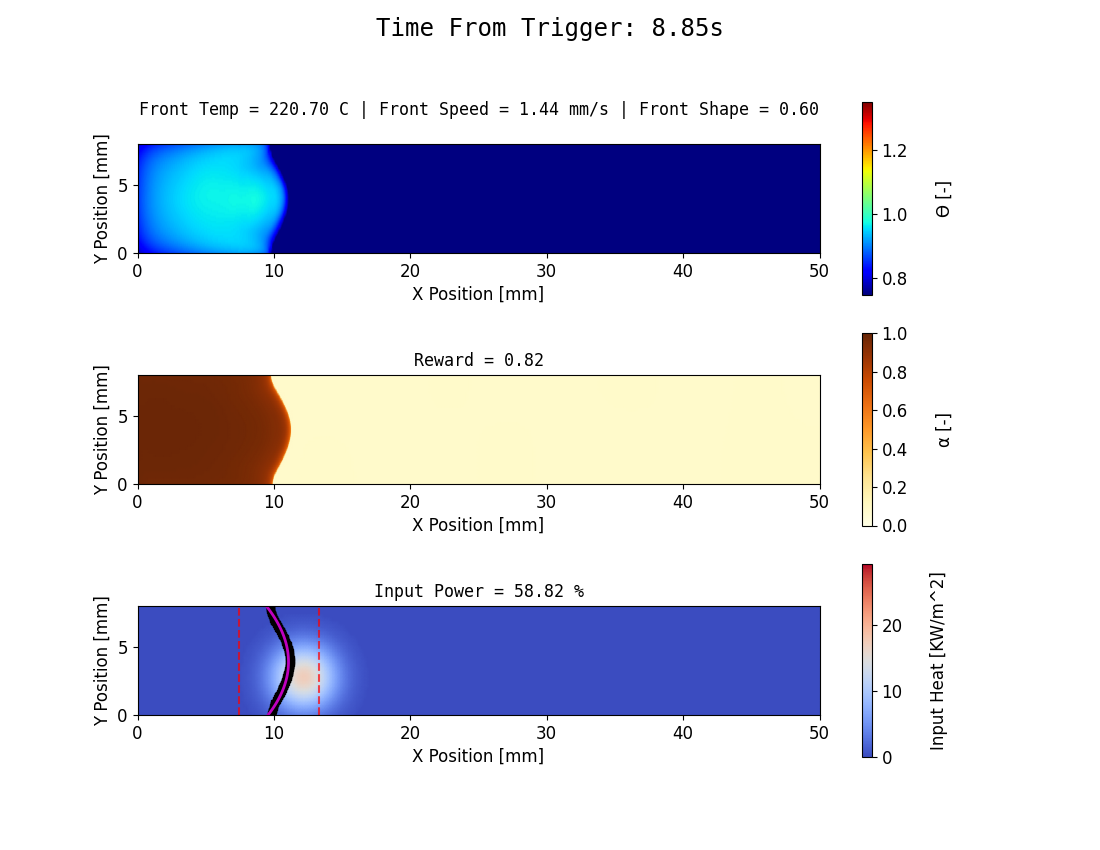 Time From Trigger: 8.85s
Front Temp = 220.70 C | Front Speed = 1.44 mm/s | Front Shape = 0.60
Y Position [mm]
5
0
0 10 20 30 40 50
X Position [mm]
1.2
1.0
0.8
Θ [-]
Reward = 0.82
Y Position [mm]
5
0
0 10 20 30 40 50
X Position [mm]
1.0
0.8
0.6
0.4
0.2
0.0
α [-]
Input Power = 58.82 %
Y Position [mm]
5
0
0 10 20 30 40 50
X Position [mm]
20
10
0
Input Heat [KW/m^2]